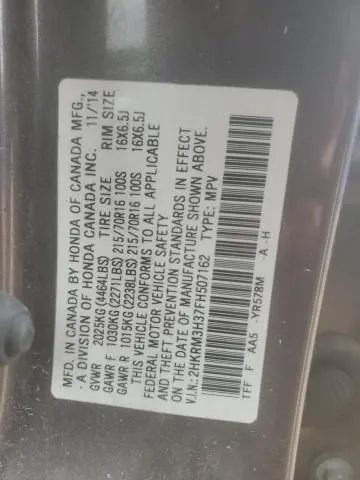 MFD. IN CANADA BY HONDA OF CANADA MFG.,
· A DIVISION OF HONDA CANADA INC. 11/14
GVWR 2025KG(4464LBS) TIRE SIZE RIM SIZE
GAWR F 1030KG(2271LBS) 215/70R16 100S 16X6.5J
GAWR R 1015KG(2238LBS) 215/70R16 100S 16X6.5J
THIS VEHICLE CONFORMS TO ALL APPLICABLE
FEDERAL MOTOR VEHICLE SAFETY AND
THEFT PREVENTION STANDARDS IN EFFECT
ON THE DATE OF MANUFACTURE SHOWN ABOVE.
V.I.N.: 2HKRM3H37FH507162 TYPE: MPV
TFF F AA5 -YR578M -A -H